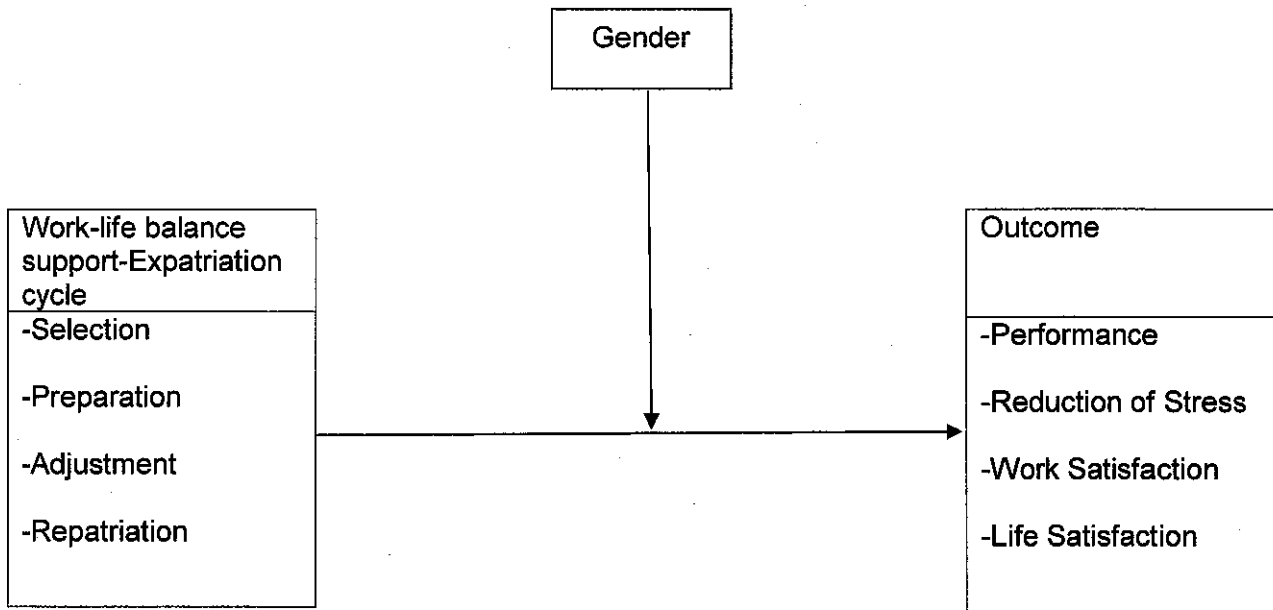 Gender
Work-life balance
support-Expatriation
cycle
-Selection
-Preparation
-Adjustment
-Repatriation
Outcome
-Performance
-Reduction of Stress
-Work Satisfaction
-Life Satisfaction